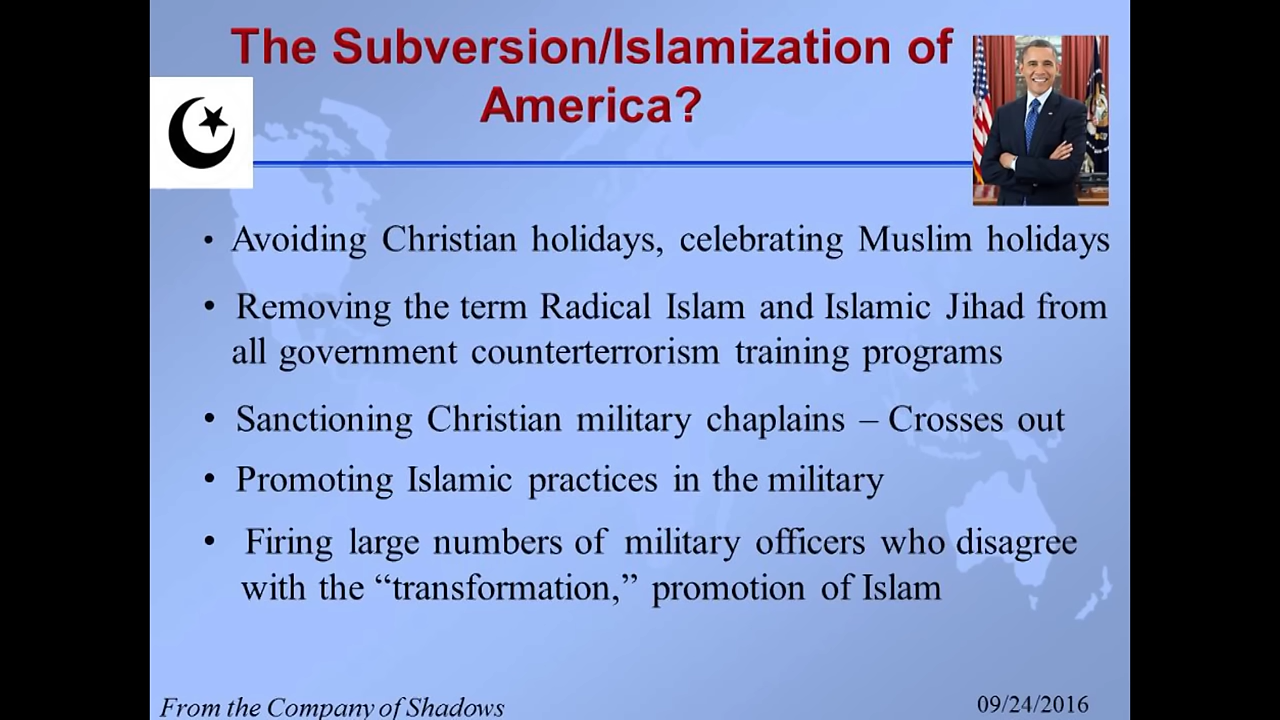 The Subversion/Islamization of
America?
• Avoiding Christian holidays, celebrating Muslim holidays
• Removing the term Radical Islam and Islamic Jihad from
all government counterterrorism training programs
• Sanctioning Christian military chaplains – Crosses out
• Promoting Islamic practices in the military
• Firing large numbers of military officers who disagree
with the “transformation,” promotion of Islam
From the Company of Shadows
09/24/2016